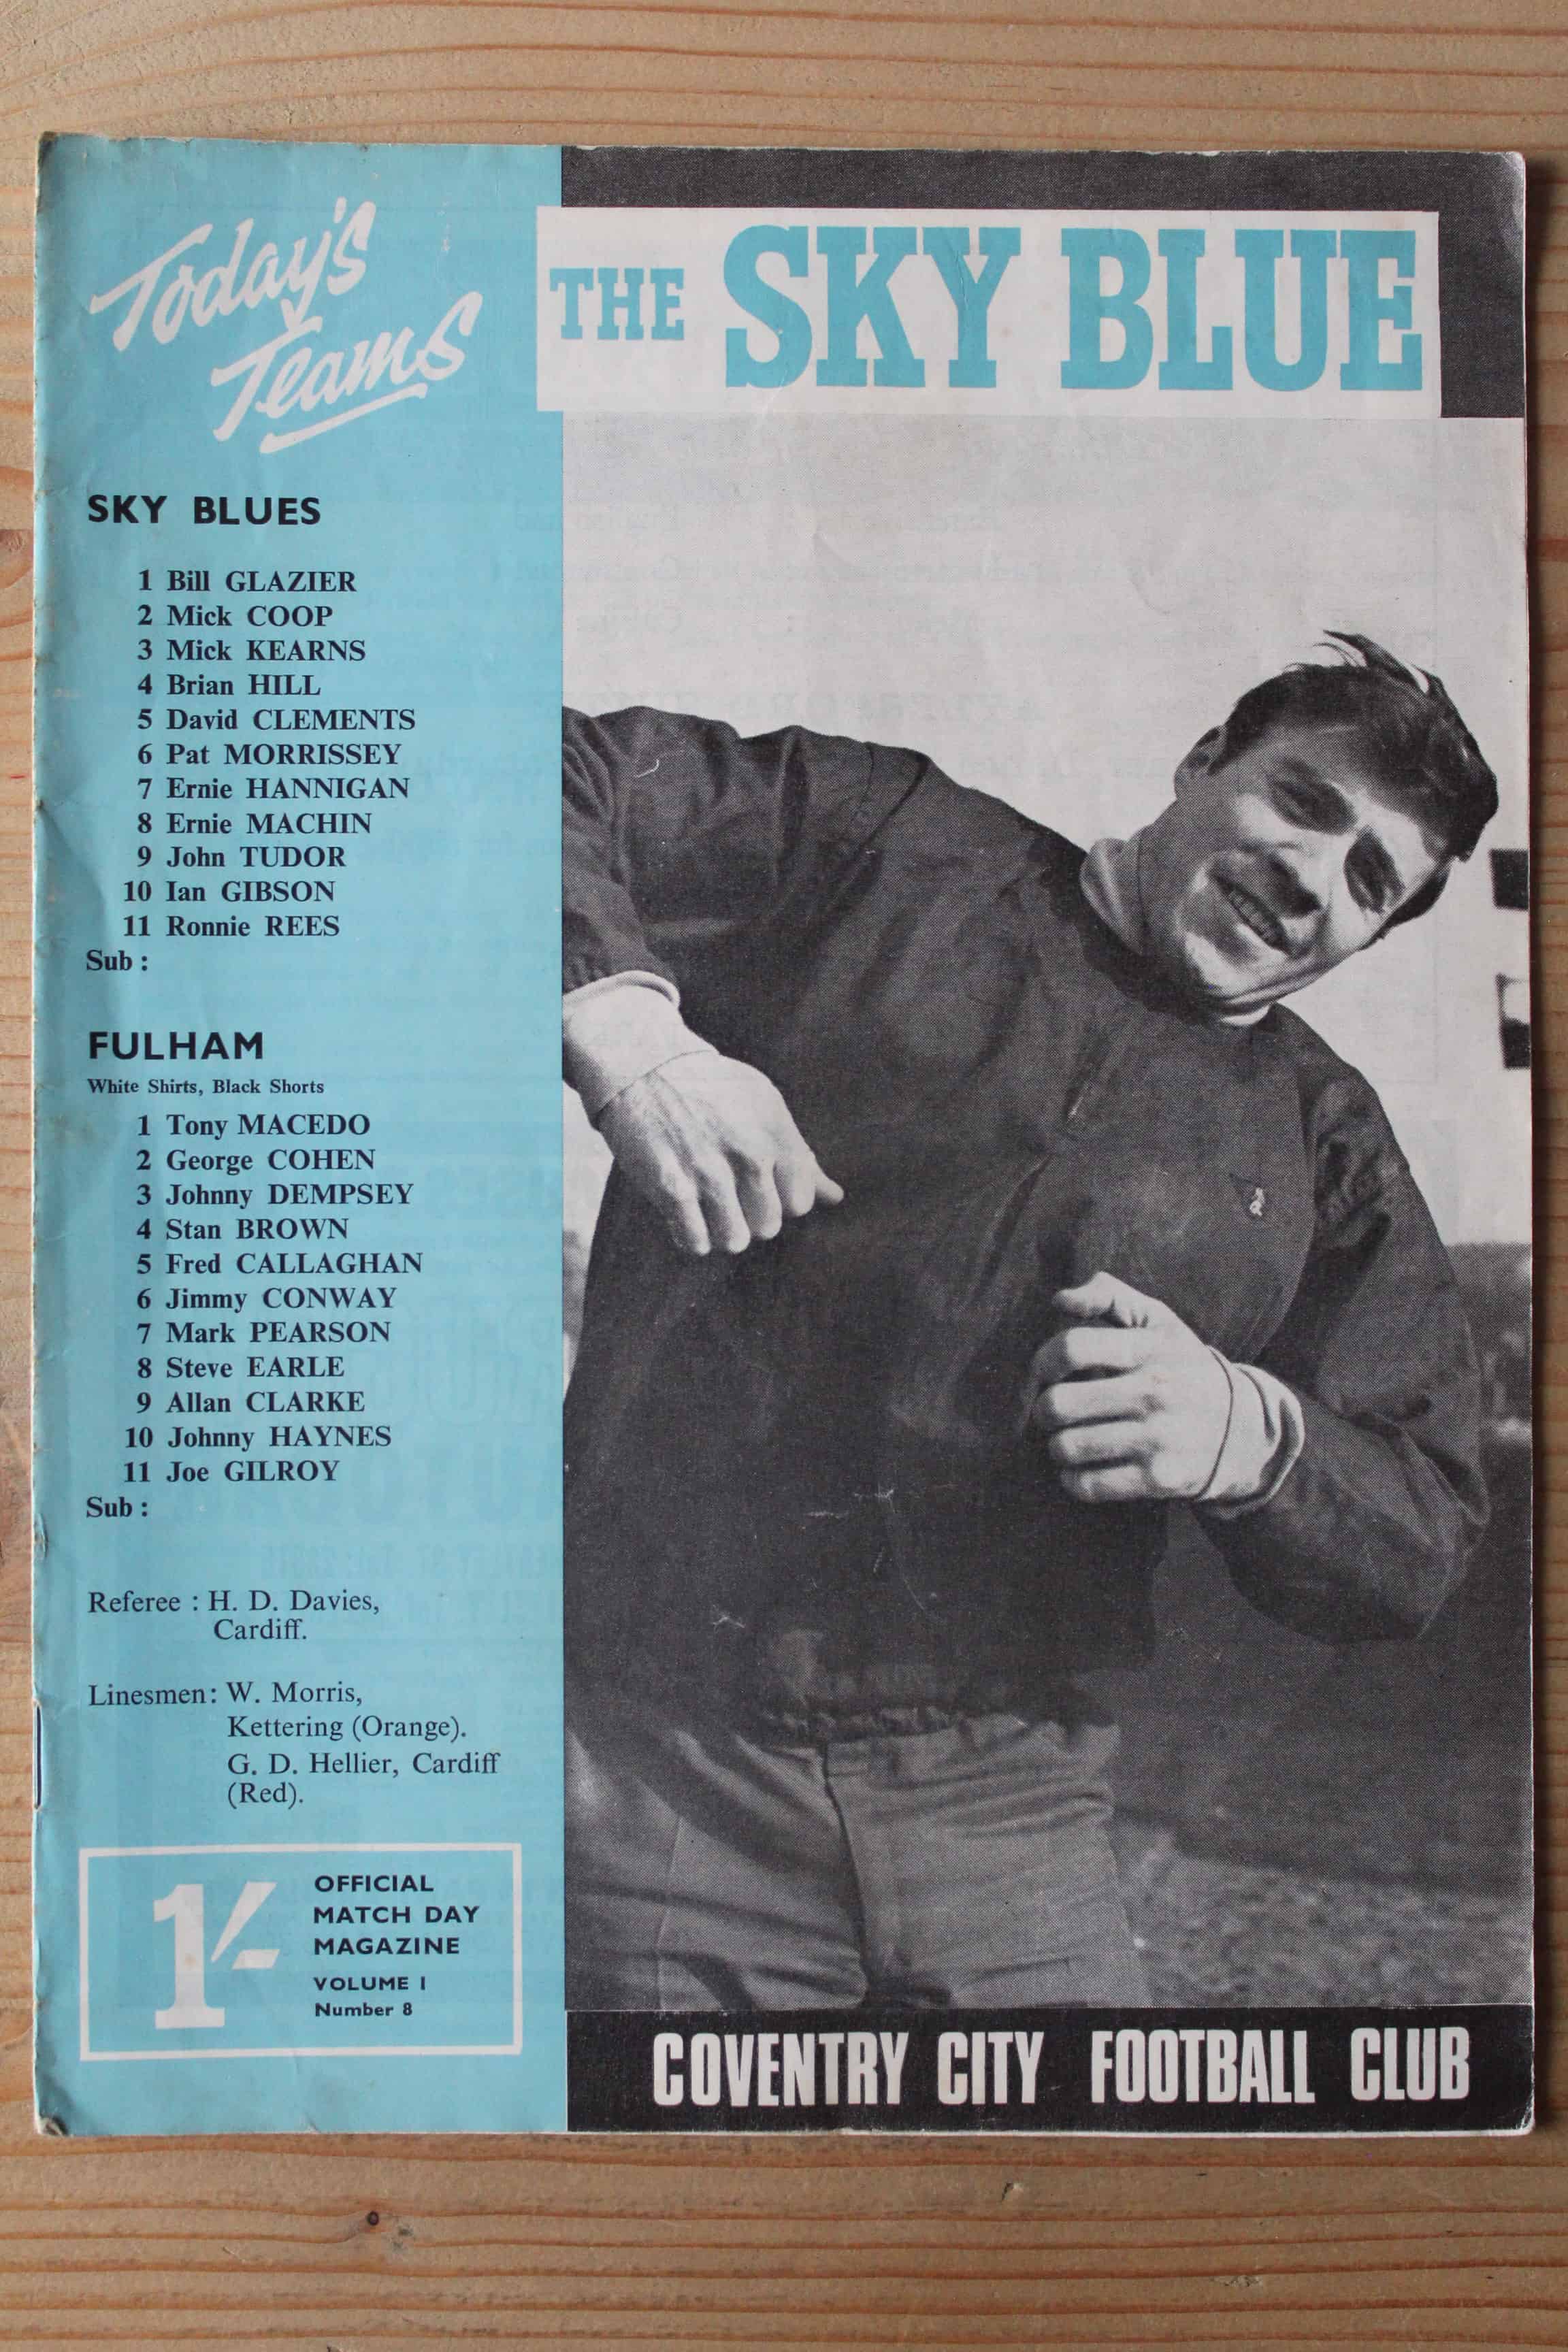 Today's
Teams
THE SKY BLUE
SKY BLUES
1 Bill GLAZIER
2 Mick COOP
3 Mick KEARNS
4 Brian HILL
5 David CLEMENTS
6 Pat MORRISSEY
7 Ernie HANNIGAN
8 Ernie MACHIN
9 John TUDOR
10 Ian GIBSON
11 Ronnie REES
Sub :
FULHAM
White Shirts, Black Shorts
1 Tony MACEDO
2 George COHEN
3 Johnny DEMPSEY
4 Stan BROWN
5 Fred CALLAGHAN
6 Jimmy CONWAY
7 Mark PEARSON
8 Steve EARLE
9 Allan CLARKE
10 Johnny HAYNES
11 Joe GILROY
Sub :
Referee : H. D. Davies,
Cardiff.
Linesmen: W. Morris,
Kettering (Orange).
G. D. Hellier, Cardiff
(Red).
1/-
OFFICIAL
MATCH DAY
MAGAZINE
VOLUME I
Number 8
COVENTRY CITY FOOTBALL CLUB